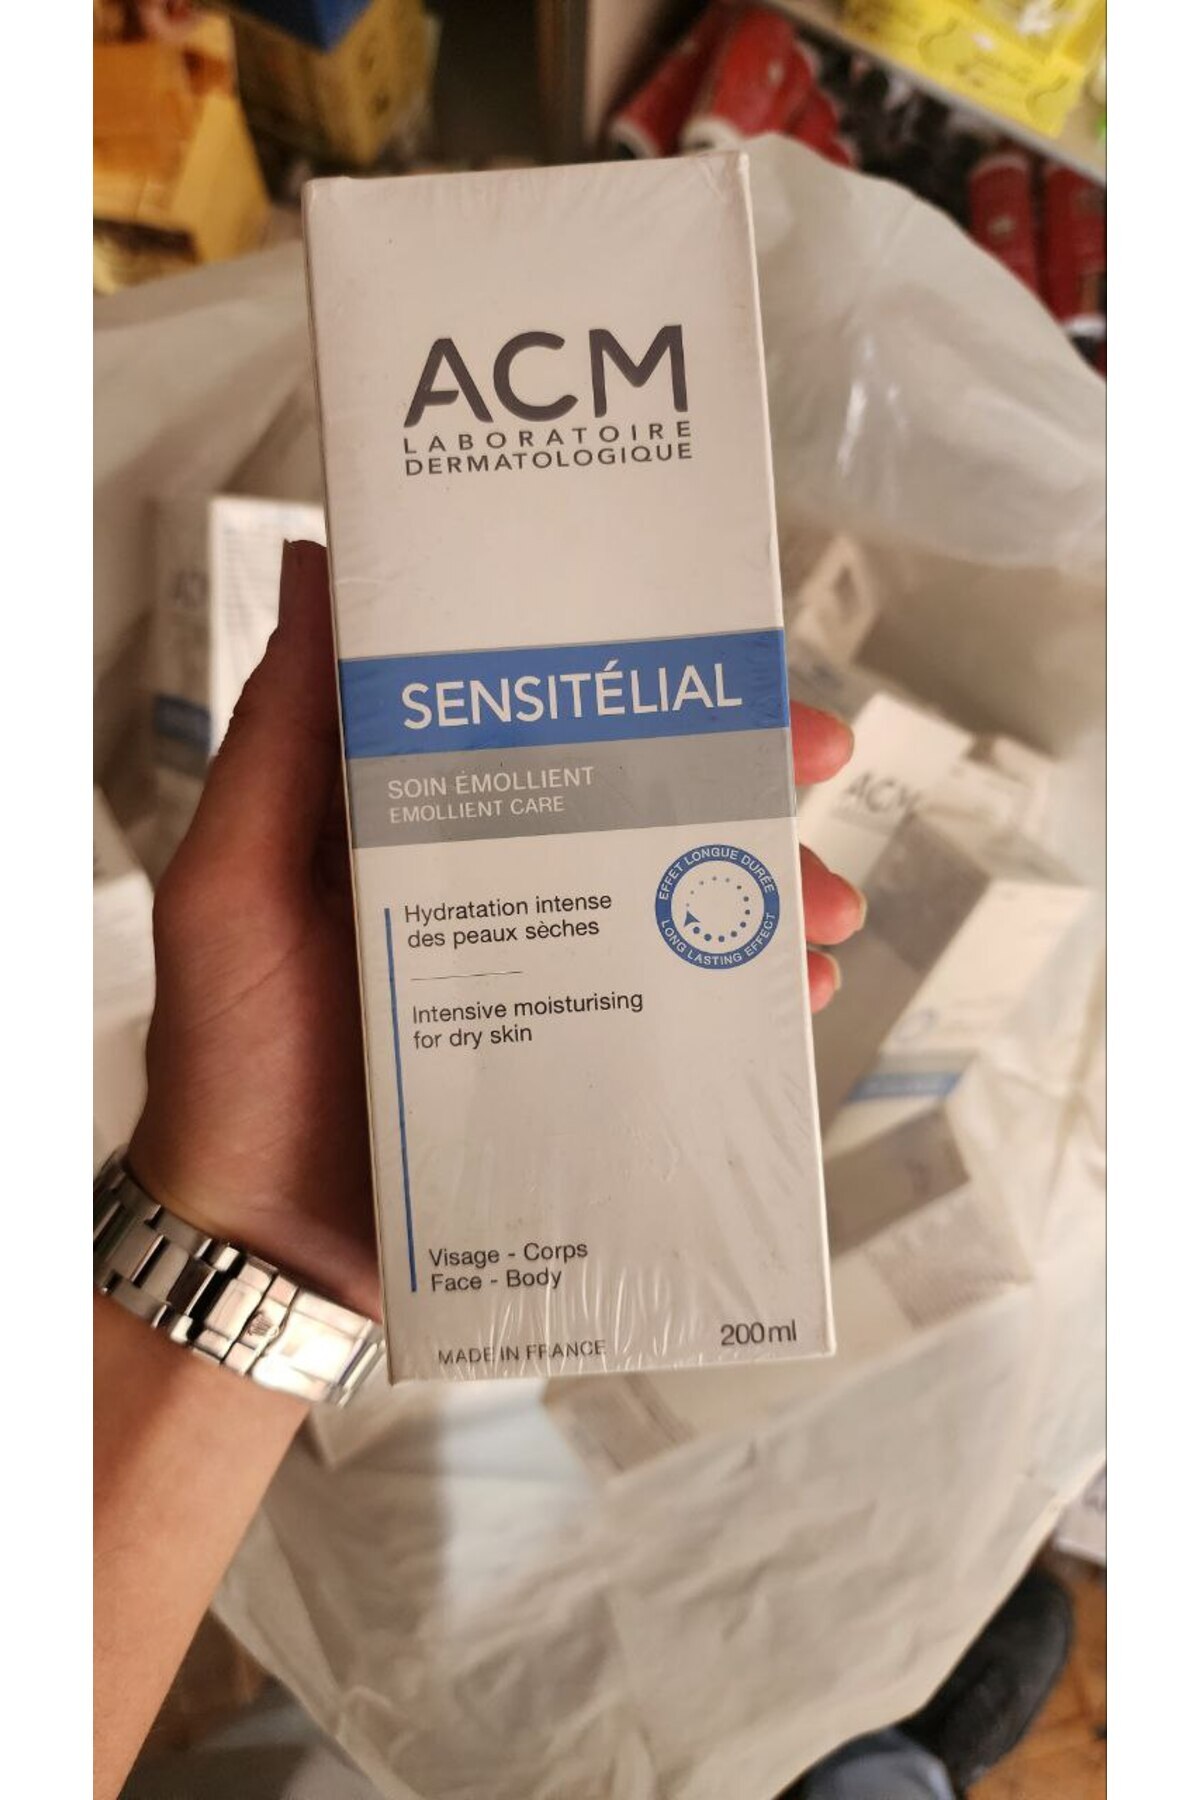 ACM
LABORATOIRE
DERMATOLOGIQUE
SENSITÉLIAL
SOIN ÉMOLLIENT
EMOLLIENT CARE
EFFET LONGUE DURÉE
LONG LASTING EFFECT
Hydratation intense
des peaux sèches
Intensive moisturising
for dry skin
Visage - Corps
Face - Body
MADE IN FRANCE
200ml
ACM